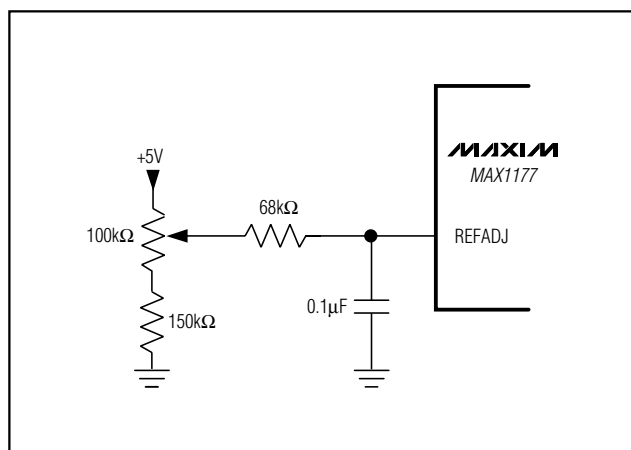 +5V
100kΩ
150kΩ
68kΩ
0.1μF
MAXIM
MAX1177
REFADJ